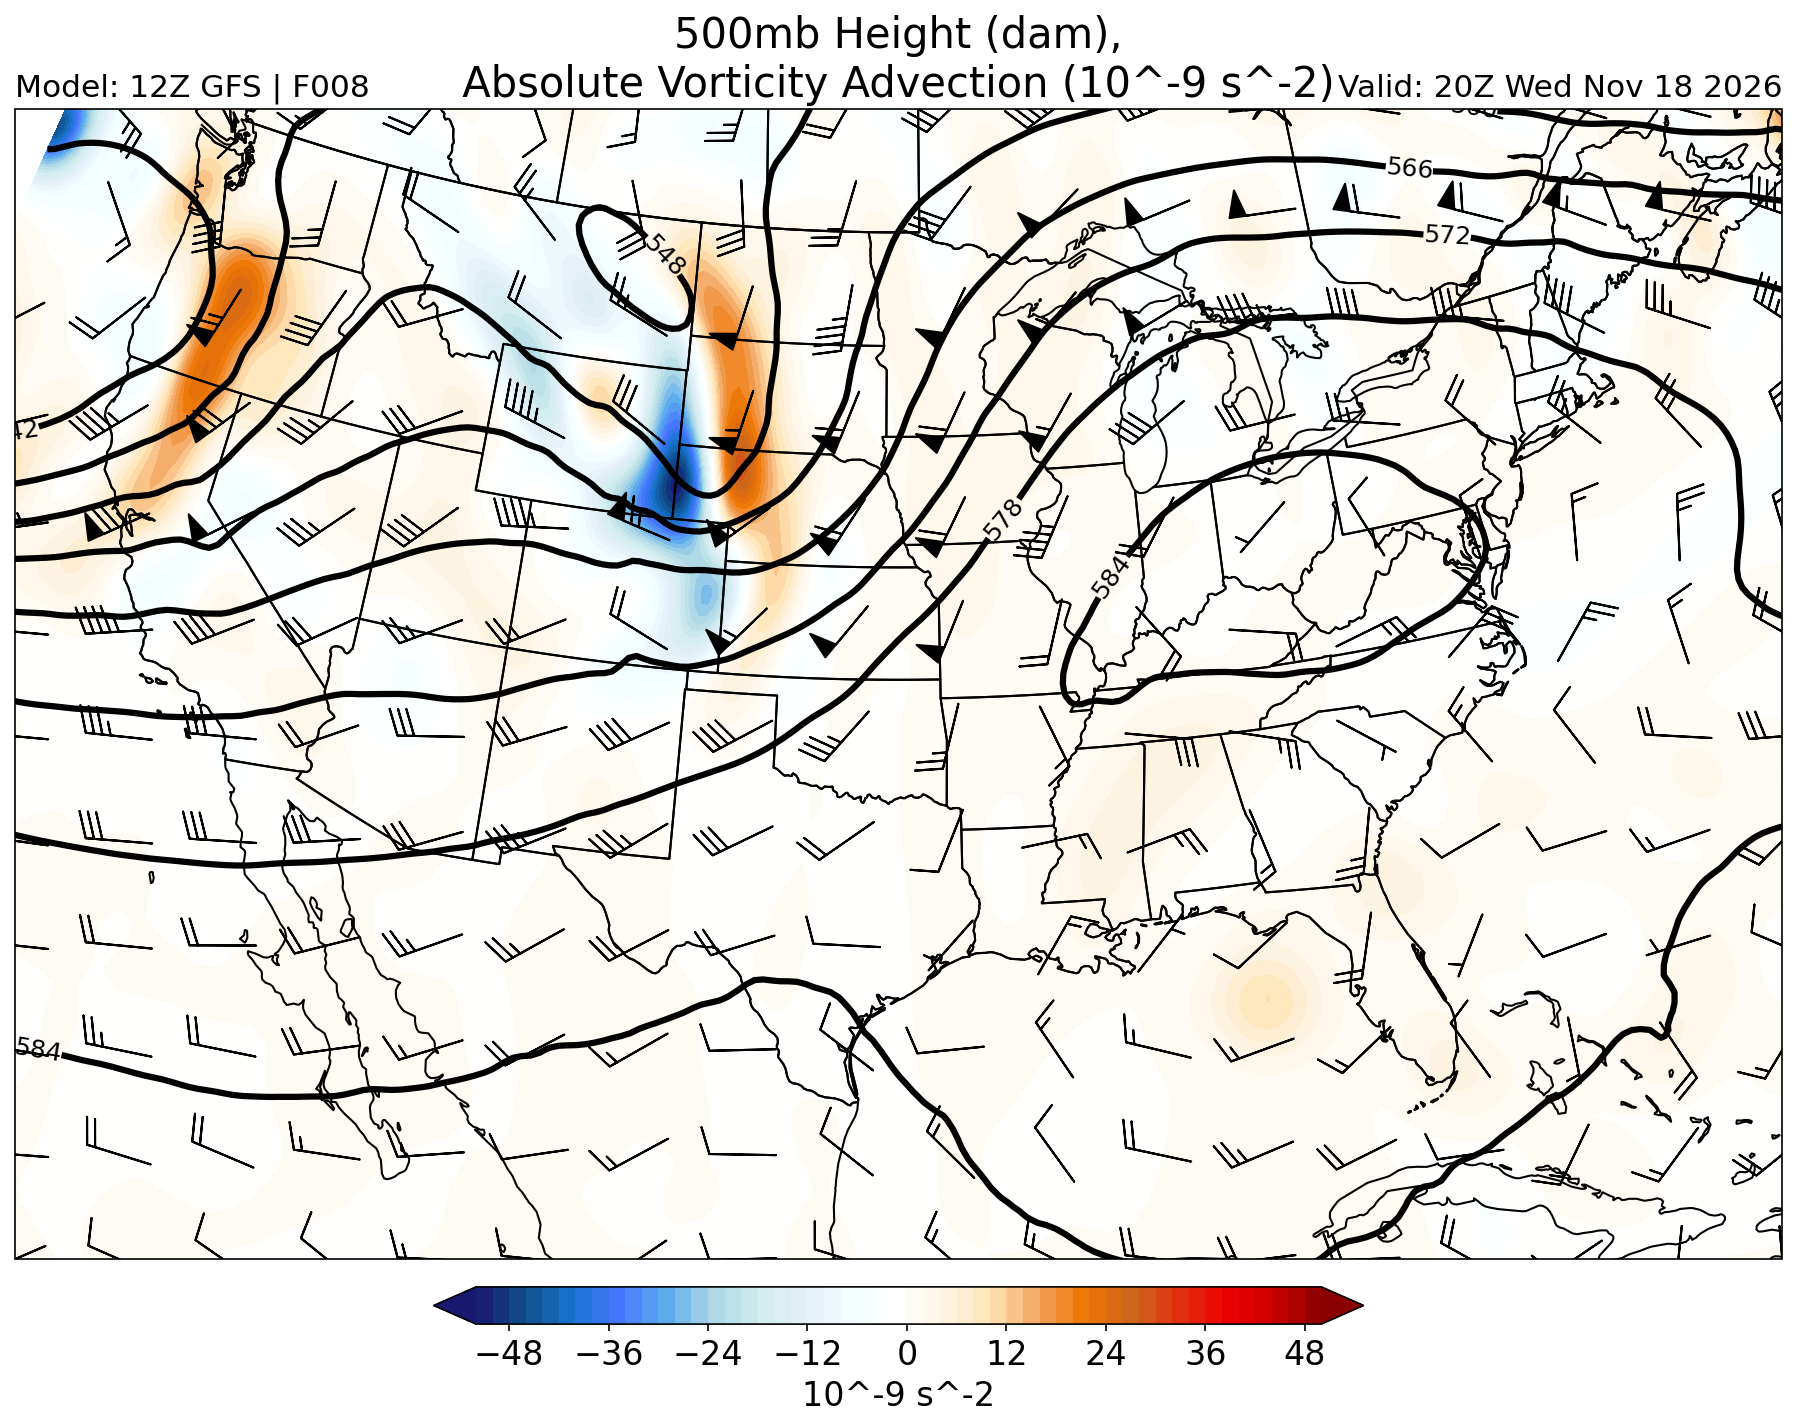 500mb Height (dam),
Model: 12Z GFS | F008
Absolute Vorticity Advection (10^-9 s^-2)
Valid: 20Z Wed Nov 18 2026
566
572
548
42
578
584
584
−48 −36 −24 −12 0 12 24 36 48
10^-9 s^-2